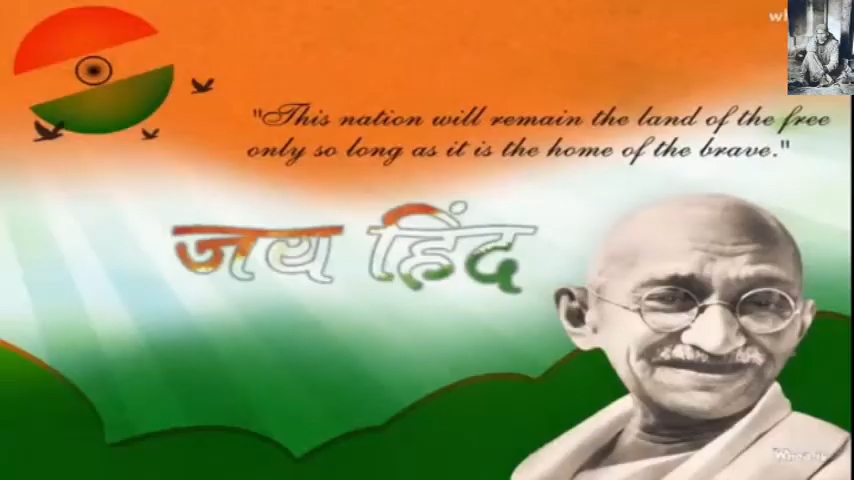 "This nation will remain the land of the free
only so long as it is the home of the brave."
जय हिंद